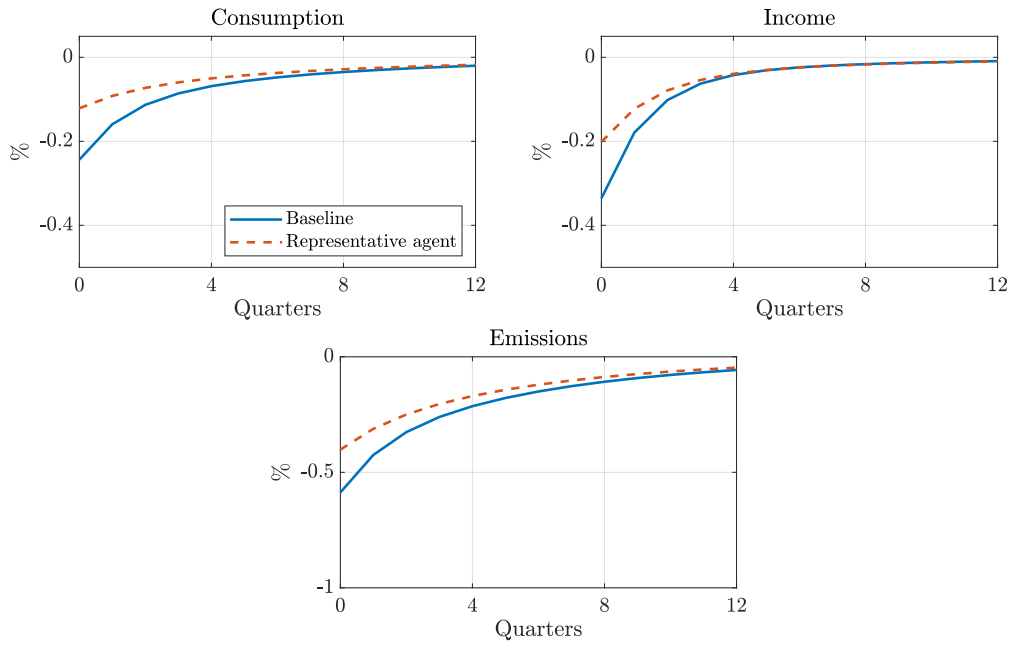 Consumption
0
-0.2
-0.4
%
0 4 8 12
Quarters
Baseline
Representative agent
Income
0
-0.2
-0.4
%
0 4 8 12
Quarters
Emissions
0
-0.5
-1
%
0 4 8 12
Quarters